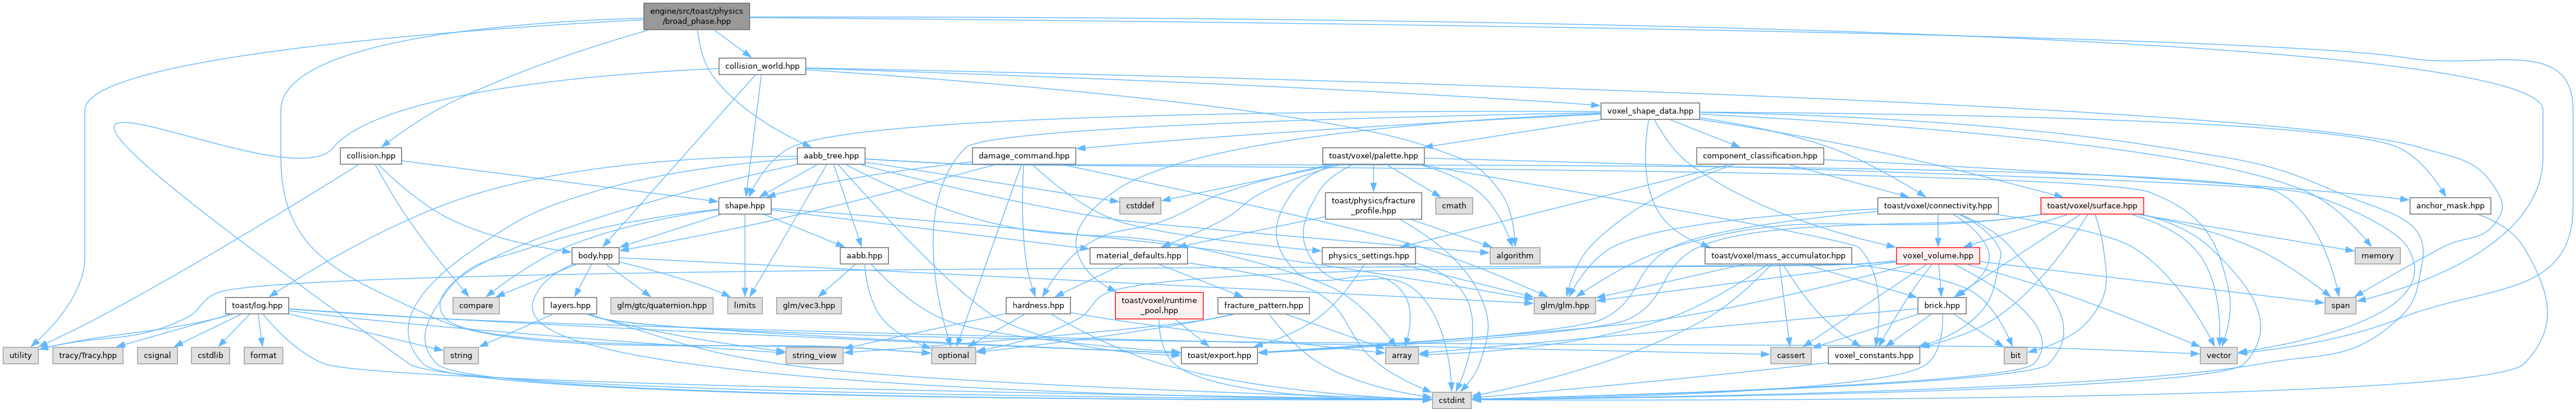 engine/src/toast/physics
/broad_phase.hpp
collision_world.hpp
voxel_shape_data.hpp
collision.hpp
aabb_tree.hpp
damage_command.hpp
toast/voxel/palette.hpp
component_classification.hpp
shape.hpp
cstddef
toast/physics/fracture
_profile.hpp
cmath
toast/voxel/connectivity.hpp
toast/voxel/surface.hpp
anchor_mask.hpp
body.hpp
aabb.hpp
material_defaults.hpp
algorithm
physics_settings.hpp
toast/voxel/mass_accumulator.hpp
voxel_volume.hpp
memory
toast/log.hpp
compare
layers.hpp
glm/gtc/quaternion.hpp
limits
glm/vec3.hpp
hardness.hpp
toast/voxel/runtime
_pool.hpp
fracture_pattern.hpp
glm/glm.hpp
brick.hpp
span
utility
tracy/Tracy.hpp
csignal
cstdlib
format
string
string_view
optional
toast/export.hpp
array
cassert
voxel_constants.hpp
bit
vector
cstdint